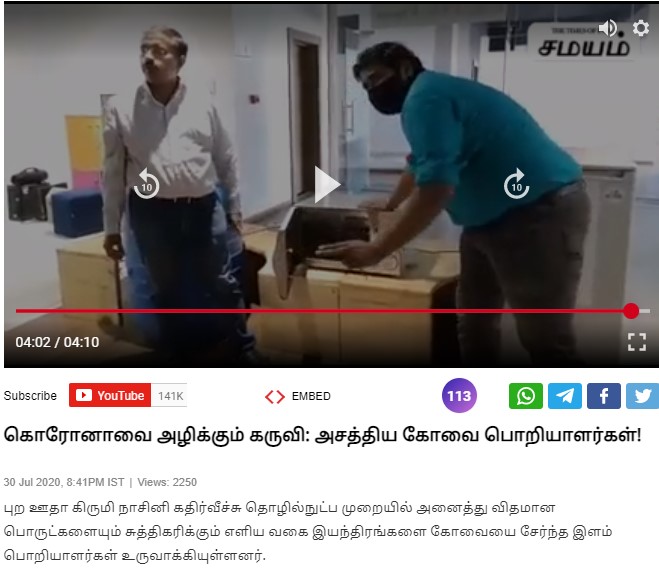 THE TIMES OF
சமயம்
10
10
04:02 / 04:10
Subscribe YouTube 141K EMBED 113
கொரோனாவை அழிக்கும் கருவி: அசத்திய கோவை பொறியாளர்கள்!
30 Jul 2020, 8:41PM IST | Views: 2250
புற ஊதா கிருமி நாசினி கதிர்வீச்சு தொழில்நுட்ப முறையில் அனைத்து விதமான
பொருட்களையும் சுத்திகரிக்கும் எளிய வகை இயந்திரங்களை கோவையை சேர்ந்த இளம்
பொறியாளர்கள் உருவாக்கியுள்ளனர்.